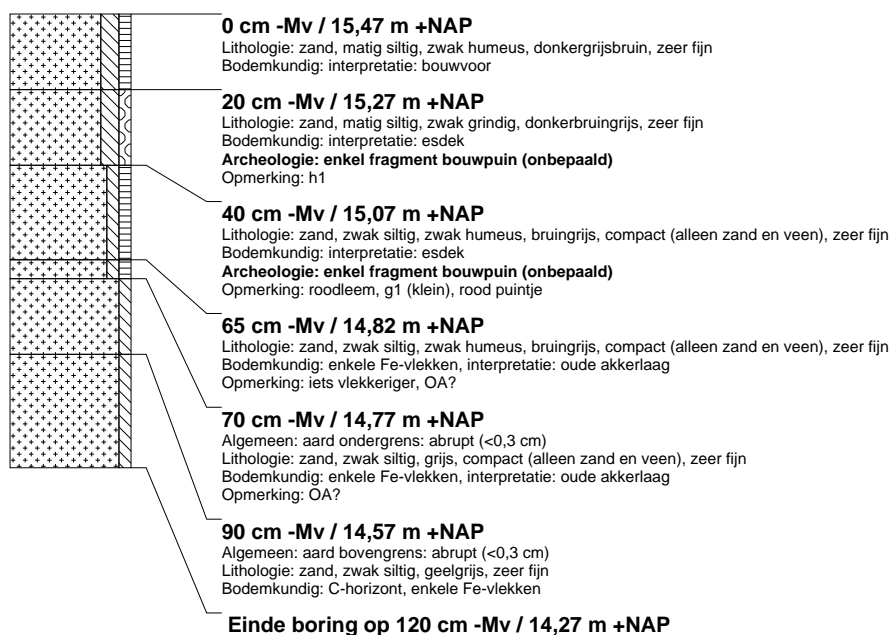 0 cm -Mv / 15,47 m +NAP
Lithologie: zand, matig siltig, zwak humeus, donkergrijsbruin, zeer fijn
Bodemkundig: interpretatie: bouwvoor
20 cm -Mv / 15,27 m +NAP
Lithologie: zand, matig siltig, zwak grindig, donkerbruingrijs, zeer fijn
Bodemkundig: interpretatie: esdek
Archeologie: enkel fragment bouwpuin (onbepaald)
Opmerking: h1
40 cm -Mv / 15,07 m +NAP
Lithologie: zand, zwak siltig, zwak humeus, bruingrijs, compact (alleen zand en veen), zeer fijn
Bodemkundig: interpretatie: esdek
Archeologie: enkel fragment bouwpuin (onbepaald)
Opmerking: roodleem, g1 (klein), rood puintje
65 cm -Mv / 14,82 m +NAP
Lithologie: zand, zwak siltig, zwak humeus, bruingrijs, compact (alleen zand en veen), zeer fijn
Bodemkundig: enkele Fe-vlekken, interpretatie: oude akkerlaag
Opmerking: iets vlekkeriger, OA?
70 cm -Mv / 14,77 m +NAP
Algemeen: aard ondergrens: abrupt (<0,3 cm)
Lithologie: zand, zwak siltig, grijs, compact (alleen zand en veen), zeer fijn
Bodemkundig: enkele Fe-vlekken, interpretatie: oude akkerlaag
Opmerking: OA?
90 cm -Mv / 14,57 m +NAP
Algemeen: aard bovengrens: abrupt (<0,3 cm)
Lithologie: zand, zwak siltig, geelgrijs, zeer fijn
Bodemkundig: C-horizont, enkele Fe-vlekken
Einde boring op 120 cm -Mv / 14,27 m +NAP